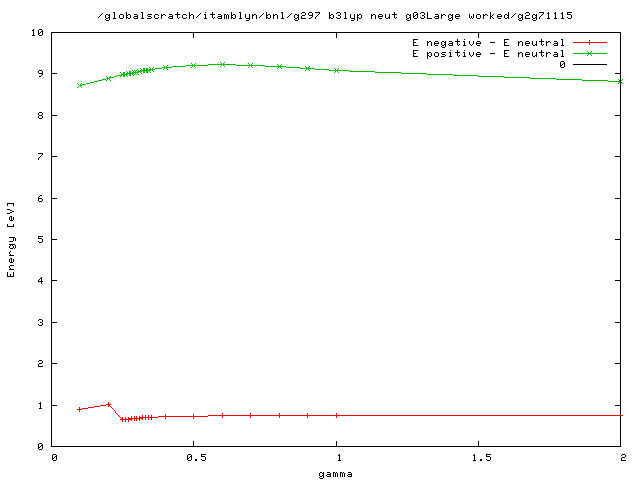 /globalscratch/itamblyn/bnl/g297 b3lyp neut g03Large worked/g2g71115
E negative - E neutral
E positive - E neutral
0
10
9
8
7
6
5
4
3
2
1
0
Energy [eV]
0 0.5 1 1.5 2
gamma